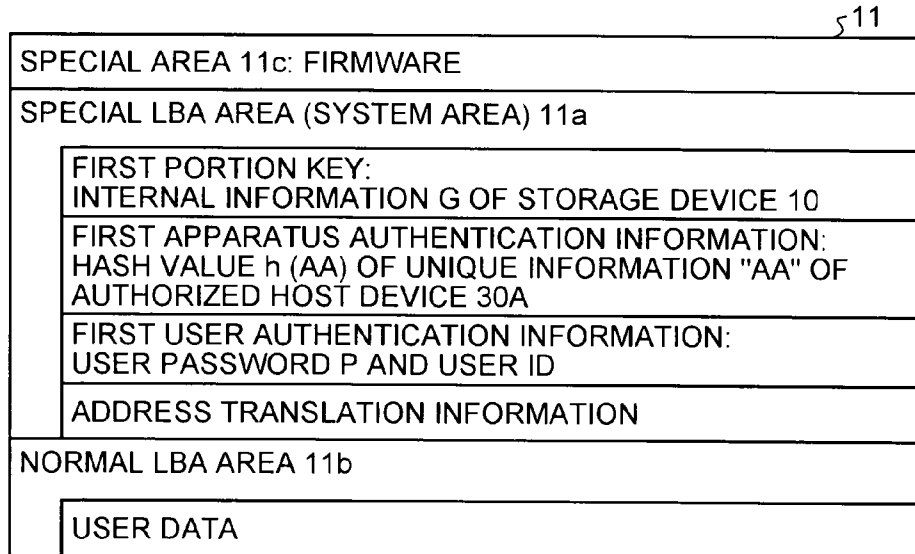 11
SPECIAL AREA 11c: FIRMWARE
SPECIAL LBA AREA (SYSTEM AREA) 11a
FIRST PORTION KEY:
INTERNAL INFORMATION G OF STORAGE DEVICE 10
FIRST APPARATUS AUTHENTICATION INFORMATION:
HASH VALUE h (AA) OF UNIQUE INFORMATION "AA" OF
AUTHORIZED HOST DEVICE 30A
FIRST USER AUTHENTICATION INFORMATION:
USER PASSWORD P AND USER ID
ADDRESS TRANSLATION INFORMATION
NORMAL LBA AREA 11b
USER DATA